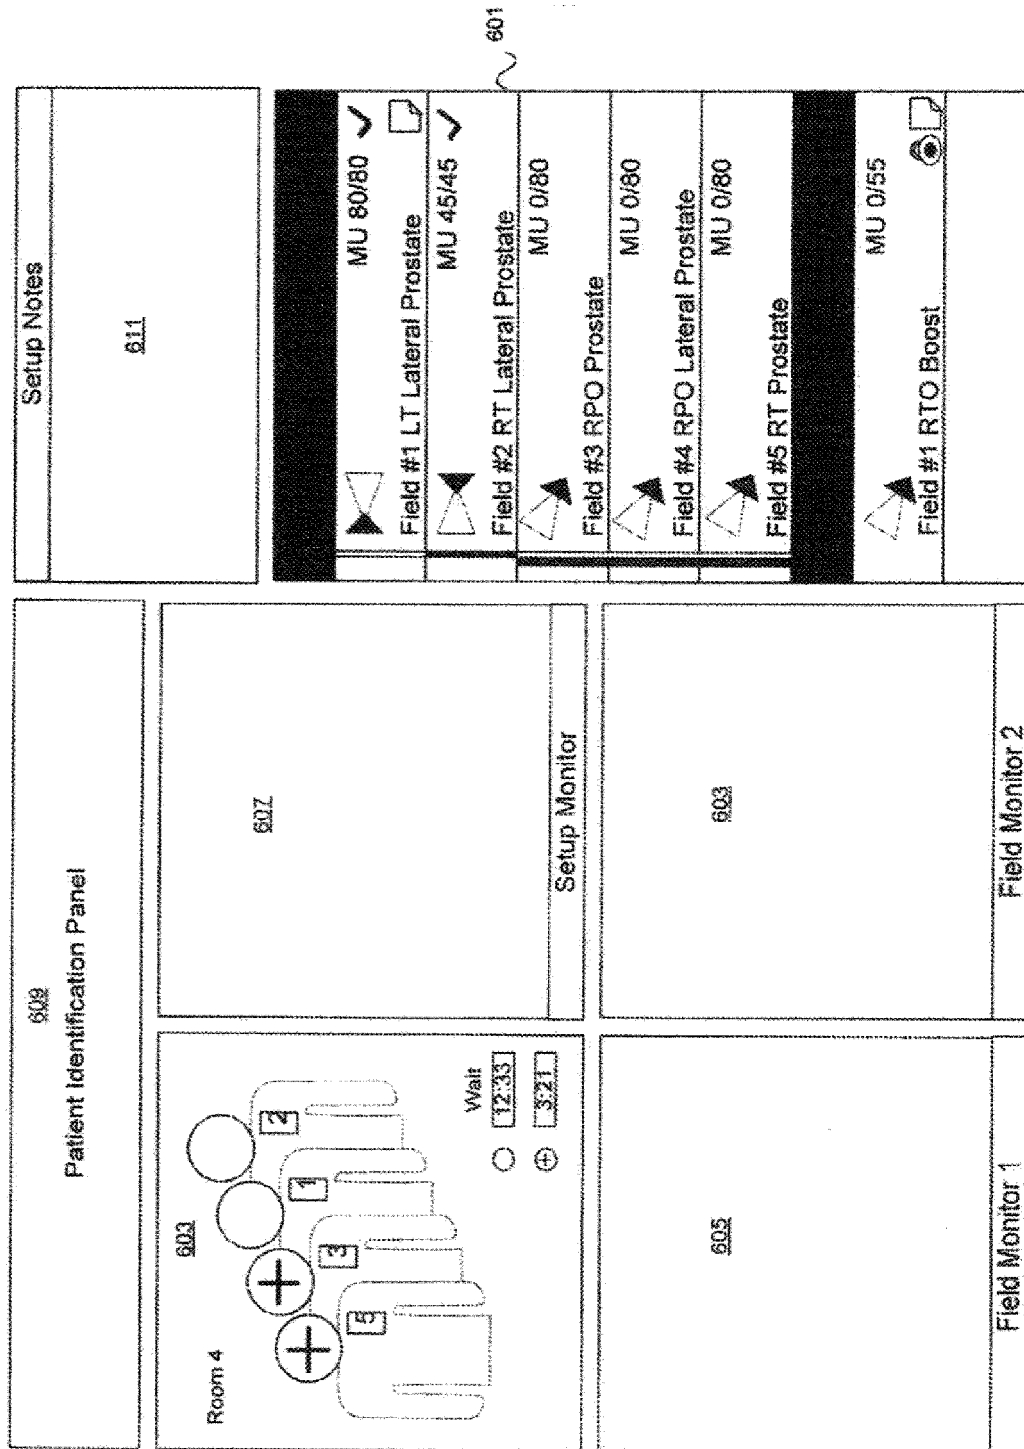 609
Patient Identification Panel
Setup Notes
611
Room 4
603
5
3
1
2
Wait
12:33
3:21
607
Setup Monitor
605
Field Monitor 1
603
Field Monitor 2
MU 80/80
Field #1 LT Lateral Prostate
MU 45/45
Field #2 RT Lateral Prostate
MU 0/80
Field #3 RPO Prostate
MU 0/80
Field #4 RPO Lateral Prostate
MU 0/80
Field #5 RT Prostate
MU 0/55
Field #1 RTO Boost
601